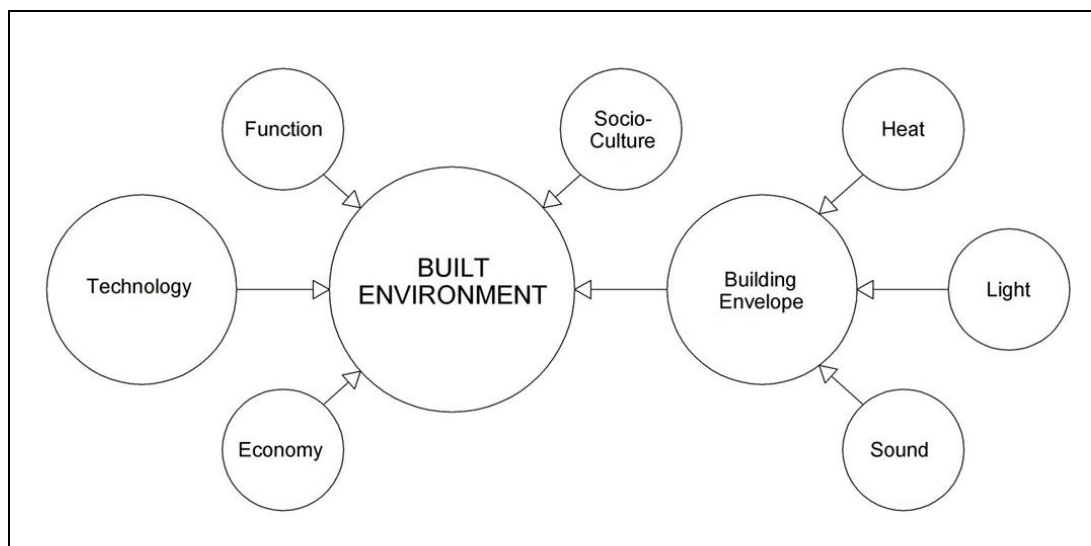 Function
Socio-
Culture
Heat
Technology
BUILT
ENVIRONMENT
Building
Envelope
Light
Economy
Sound